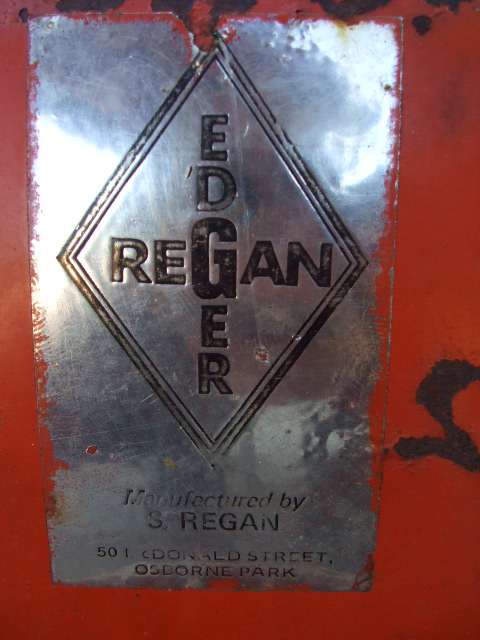 EDGER
REGAN
Manufactured by
S. REGAN
50 STREET,
OSBORNE PARK